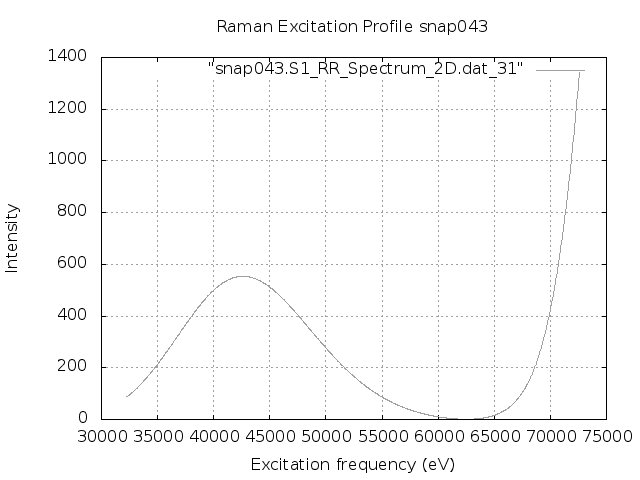 Raman Excitation Profile snap043
"snap043.S1_RR_Spectrum_2D.dat_31"
1400
1200
1000
800
600
400
200
0
Intensity
30000 35000 40000 45000 50000 55000 60000 65000 70000 75000
Excitation frequency (eV)